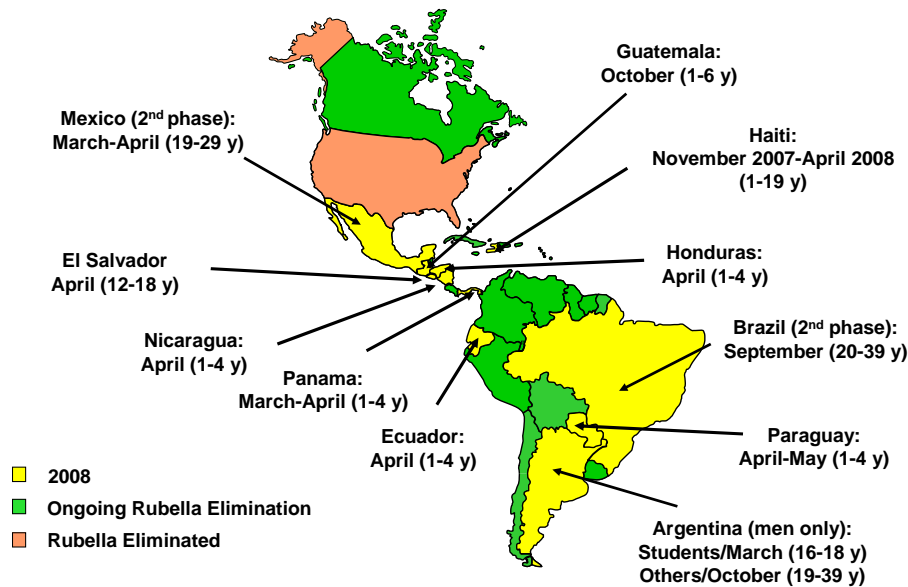 Guatemala:
October (1-6 y)
Mexico (2nd phase):
March-April (19-29 y)
Haiti:
November 2007-April 2008
(1-19 y)
El Salvador
April (12-18 y)
Honduras:
April (1-4 y)
Nicaragua:
April (1-4 y)
Brazil (2nd phase):
September (20-39 y)
Panama:
March-April (1-4 y)
Ecuador:
April (1-4 y)
Paraguay:
April-May (1-4 y)
2008
Ongoing Rubella Elimination
Rubella Eliminated
Argentina (men only):
Students/March (16-18 y)
Others/October (19-39 y)